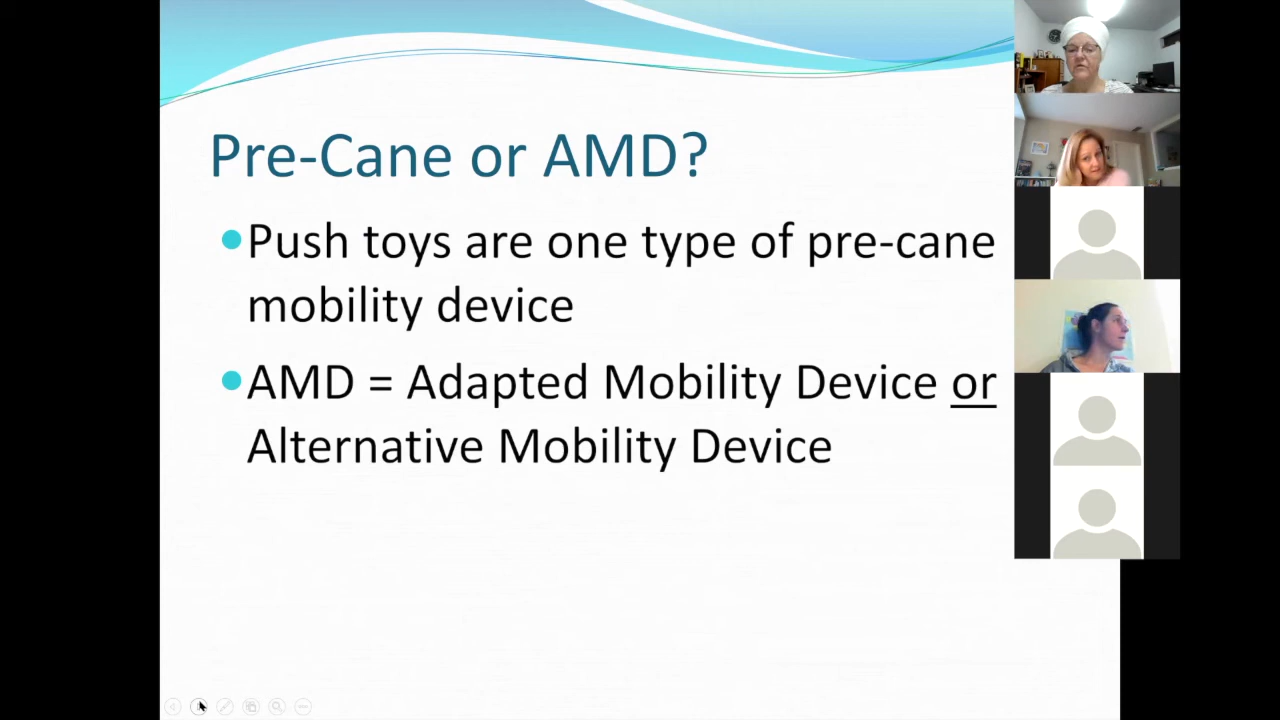 Pre-Cane or AMD?
Push toys are one type of pre-cane
mobility device
AMD = Adapted Mobility Device or
Alternative Mobility Device